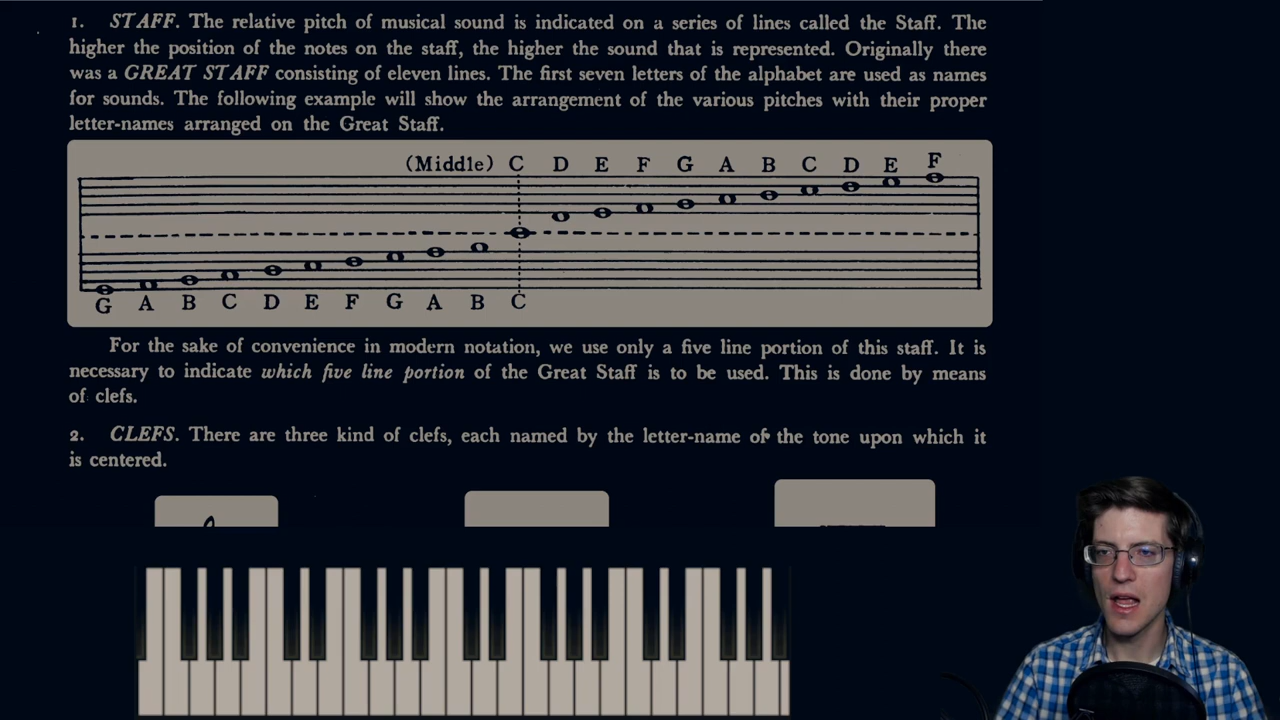 1. STAFF. The relative pitch of musical sound is indicated on a series of lines called the Staff. The
higher the position of the notes on the staff, the higher the sound that is represented. Originally there
was a GREAT STAFF consisting of eleven lines. The first seven letters of the alphabet are used as names
for sounds. The following example will show the arrangement of the various pitches with their proper
letter-names arranged on the Great Staff.
(Middle) C D E F G A B C D E F
G A B C D E F G A B C
For the sake of convenience in modern notation, we use only a five line portion of this staff. It is
necessary to indicate which five line portion of the Great Staff is to be used. This is done by means
of clefs.
2. CLEFS. There are three kind of clefs, each named by the letter-name of the tone upon which it
is centered.